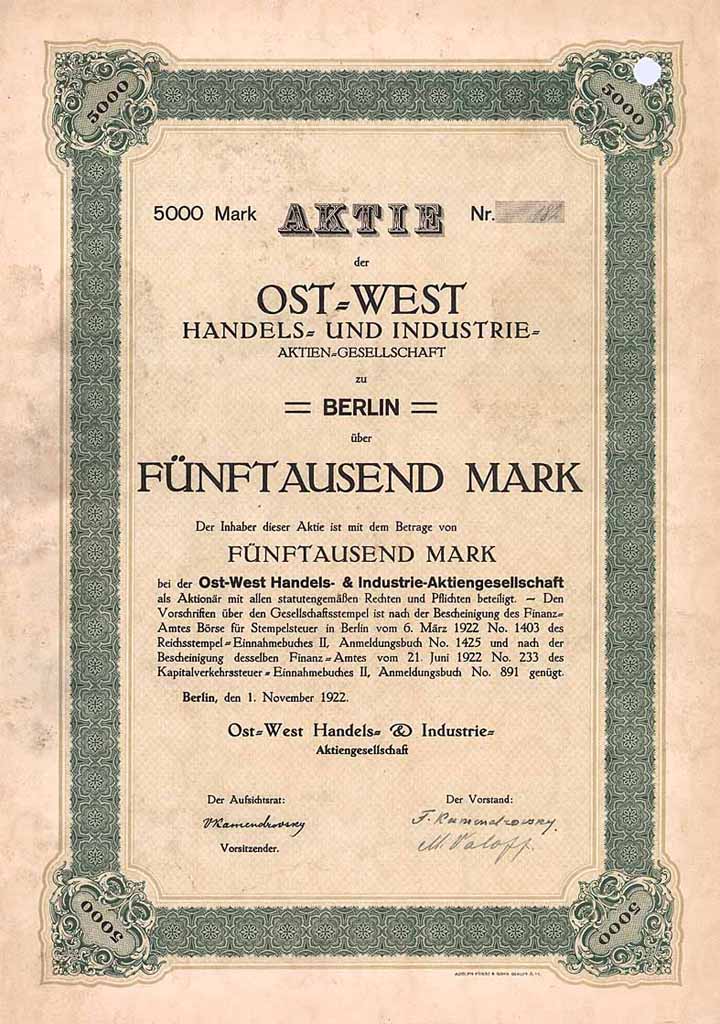 5000
5000
5000 Mark AKTIE Nr. 182
der
OST=WEST
HANDELS= UND INDUSTRIE=
AKTIEN=GESELLSCHAFT
zu
BERLIN
über
FÜNFTAUSEND MARK
Der Inhaber dieser Aktie ist mit dem Betrage von
FÜNFTAUSEND MARK
bei der Ost-West Handels- & Industrie-Aktiengesellschaft
als Aktionär mit allen statutengemäßen Rechten und Pflichten beteiligt. — Den
Vorschriften über den Gesellschaftsstempel ist nach der Bescheinigung des Finanz=
Amtes Börse für Stempelsteuer in Berlin vom 6. März 1922 No. 1403 des
Reichsstempel=Einnahmebuches II, Anmeldungsbuch No. 1425 und nach der
Bescheinigung desselben Finanz=Amtes vom 21. Juni 1922 No. 233 des
Kapitalverkehrssteuer=Einnahmebuches II, Anmeldungsbuch No. 891 genügt.
Berlin, den 1. November 1922.
Ost=West Handels= & Industrie=
Aktiengesellschaft
Der Aufsichtsrat:
Der Vorstand:
VKamendrovsky
F. Kamendrovsky.
M. Valoff.
Vorsitzender.
5000
5000